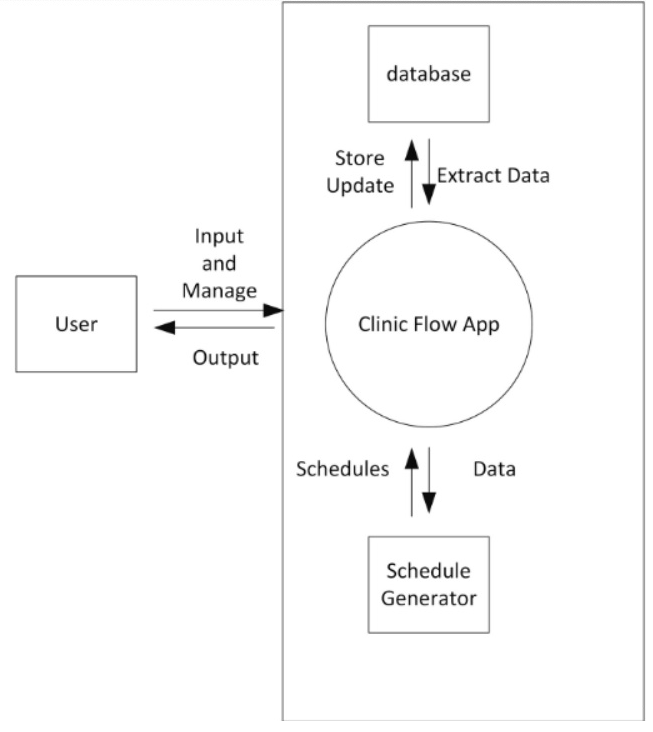 database
Store
Update
Extract Data
Input
and
Manage
User
Clinic Flow App
Output
Schedules
Data
Schedule
Generator